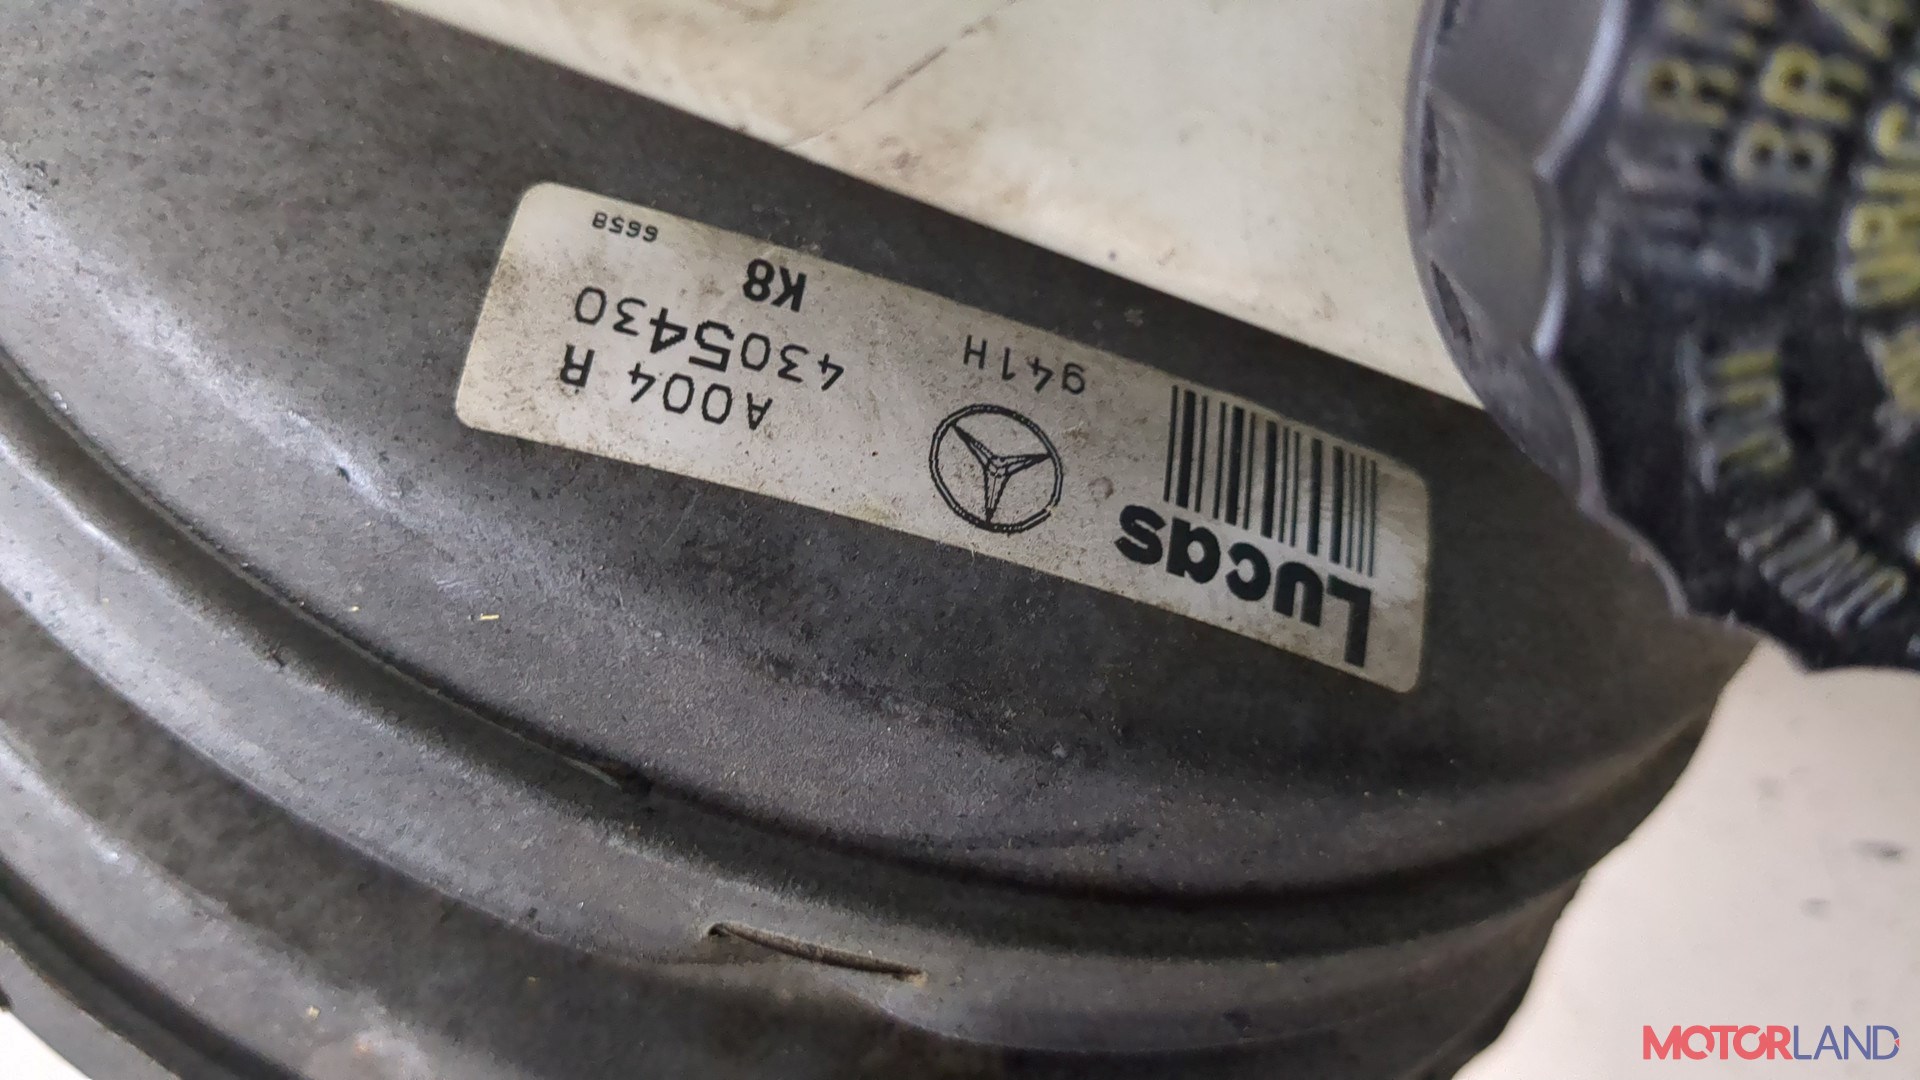 Lucas
941H
A004 R
4305430
K8
6658
MOTORLAND